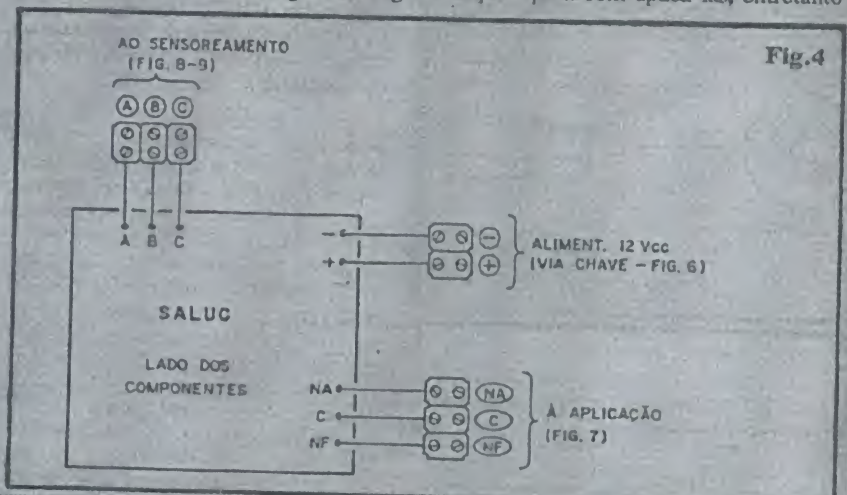 entretanto
Fig.4
AO SENSOREAMENTO
(FIG. 8-9)
A B C
A B C
SALUC
LADO DOS
COMPONENTES
- -
+ +
ALIMENT. 12 Vcc
(VIA CHAVE - FIG. 6)
NA NA
C C
NF NF
À APLICAÇÃO
(FIG. 7)